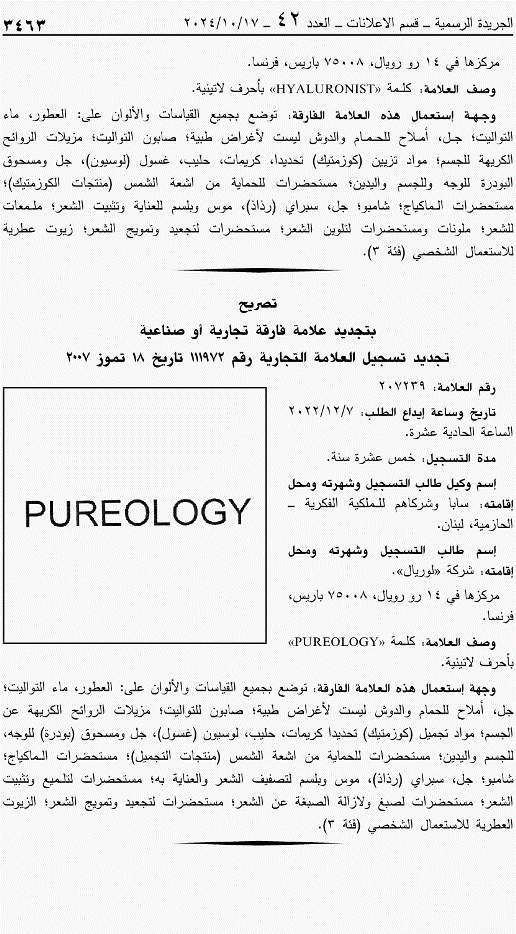 الجريدة الرسمية ــ قسم الاعلانات ــ العدد ٤٢ ــ ٢٠٢٤/١٠/١٧ ٣٤٦٣
مركزها في ١٤ رو رويال، ٧٥٠٠٨ باريس، فرنسا.
وصف العلامة: كلمة «HYALURONIST» بأحرف لاتينية.
وجهة إستعمال هذه العلامة الفارقة: توضع بجميع القياسات والألوان على: العطور، ماء
التواليت؛ جل، أملاح للحمام والدوش ليست لأغراض طبية؛ صابون التواليت؛ مزيلات الروائح
الكريهة للجسم؛ مواد تزيين (كوزمتيك) تحديدا، كريمات، حليب، غسول (لوسيون)، جل ومسحوق
البودرة للوجه وللجسم واليدين؛ مستحضرات للحماية من اشعة الشمس (منتجات الكوزمتيك)؛
مستحضرات الماكياج؛ شامبو؛ جل، سبراي (رذاذ)، موس وبلسم للعناية وتثبيت الشعر؛ ملمعات
للشعر؛ ملونات ومستحضرات لتلوين الشعر؛ مستحضرات لتجعيد وتمويج الشعر؛ زيوت عطرية
للاستعمال الشخصي (فئة ٣).
تصريح
بتجديد علامة فارقة تجارية أو صناعية
تجديد تسجيل العلامة التجارية رقم ١١١٩٧٢ تاريخ ١٨ تموز ٢٠٠٧
رقم العلامة: ٢٠٧٢٣٩
تاريخ وساعة إيداع الطلب: ٢٠٢٢/١٢/٧
الساعة الحادية عشرة.
مدة التسجيل: خمس عشرة سنة.
إسم وكيل طالب التسجيل وشهرته ومحل
إقامته: سابا وشركاهم للملكية الفكرية ــ
الحازمية، لبنان.
إسم طالب التسجيل وشهرته ومحل
إقامته: شركة «لوريال».
مركزها في ١٤ رو رويال، ٧٥٠٠٨ باريس،
فرنسا.
وصف العلامة: كلمة «PUREOLOGY»
بأحرف لاتينية.
PUREOLOGY
وجهة إستعمال هذه العلامة الفارقة: توضع بجميع القياسات والألوان على: العطور، ماء التواليت؛
جل، أملاح للحمام والدوش ليست لأغراض طبية؛ صابون للتواليت؛ مزيلات الروائح الكريهة عن
الجسم؛ مواد تجميل (كوزمتيك) تحديدا كريمات، حليب، لوسيون (غسول)، جل ومسحوق (بودرة) للوجه،
للجسم واليدين؛ مستحضرات للحماية من اشعة الشمس (منتجات التجميل)؛ مستحضرات الماكياج؛
شامبو؛ جل، سبراي (رذاذ)، موس وبلسم لتصفيف الشعر والعناية به؛ مستحضرات لتلميع وتثبيت
الشعر؛ مستحضرات لصبغ ولازالة الصبغة عن الشعر؛ مستحضرات لتجعيد وتمويج الشعر؛ الزيوت
العطرية للاستعمال الشخصي (فئة ٣).